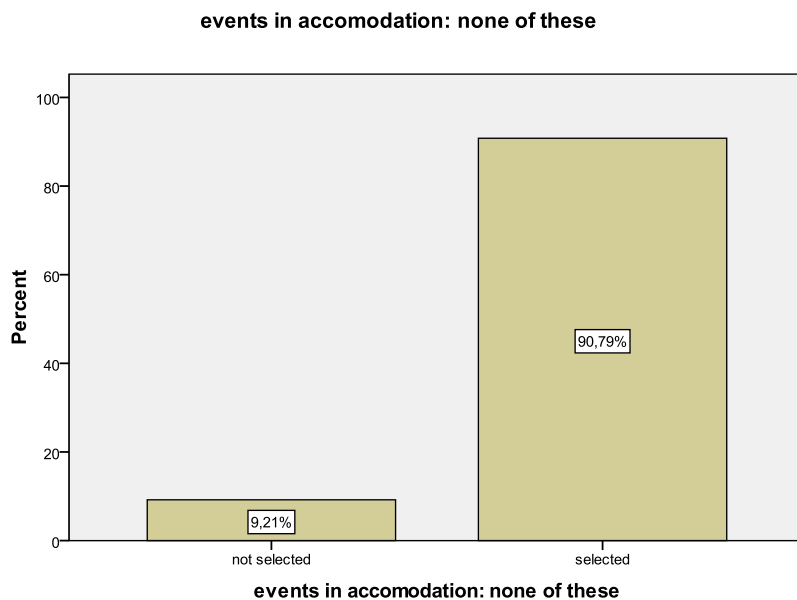 events in accomodation: none of these
Percent
100
80
60
40
20
0
9,21%
90,79%
not selected
selected
events in accomodation: none of these